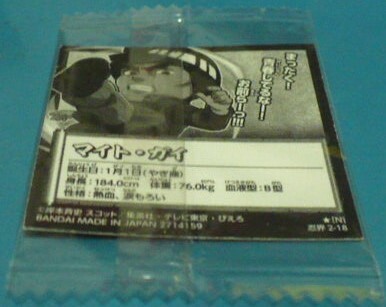 まったく!!
青春してるなー!
お前らーっ!!!
マイト・ガイ
誕生日:1月1日(やぎ座)
身長:184.0cm 体重:76.0kg 血液型:B型
性格:熱血、涙もろい
©岸本斉史 スコット/集英社・テレビ東京・ぴえろ
BANDAI MADE IN JAPAN 2714159
★[N]
忍界 2-18